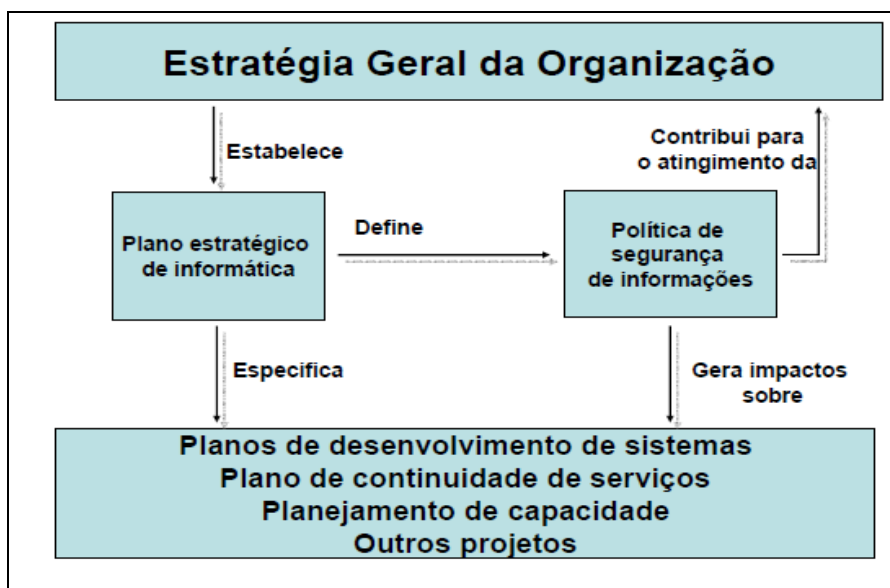 Estratégia Geral da Organização
Estabelece
Contribui para
o atingimento da
Plano estratégico
de informática
Define
Política de
segurança
de informações
Especifica
Gera impactos
sobre
Planos de desenvolvimento de sistemas
Plano de continuidade de serviços
Planejamento de capacidade
Outros projetos